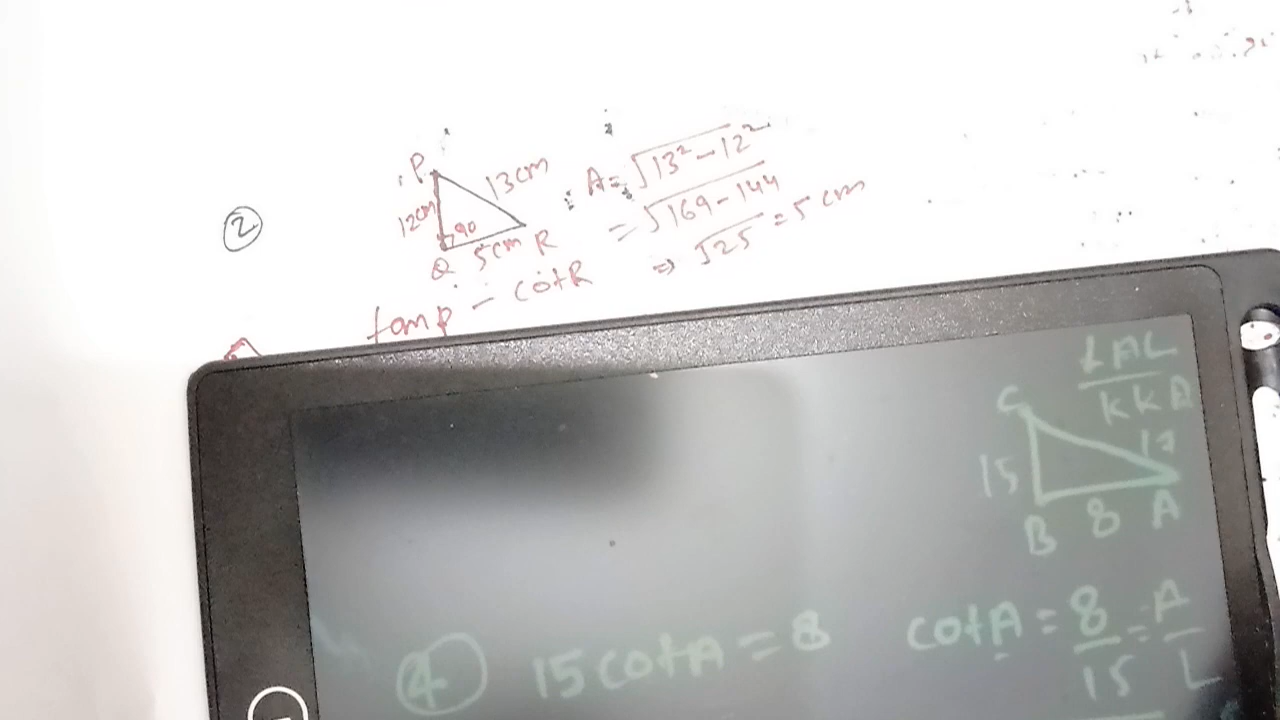 ②
P
12cm
13cm
90
Q 5cm R
A = √13² - 12²
= √169 - 144
⇒ √25 = 5 cm
tan P - cot R
LAL
KKA
C
15
17
B 8 A
④ 15 cot A = 8
cot A = 8/15 = A/L